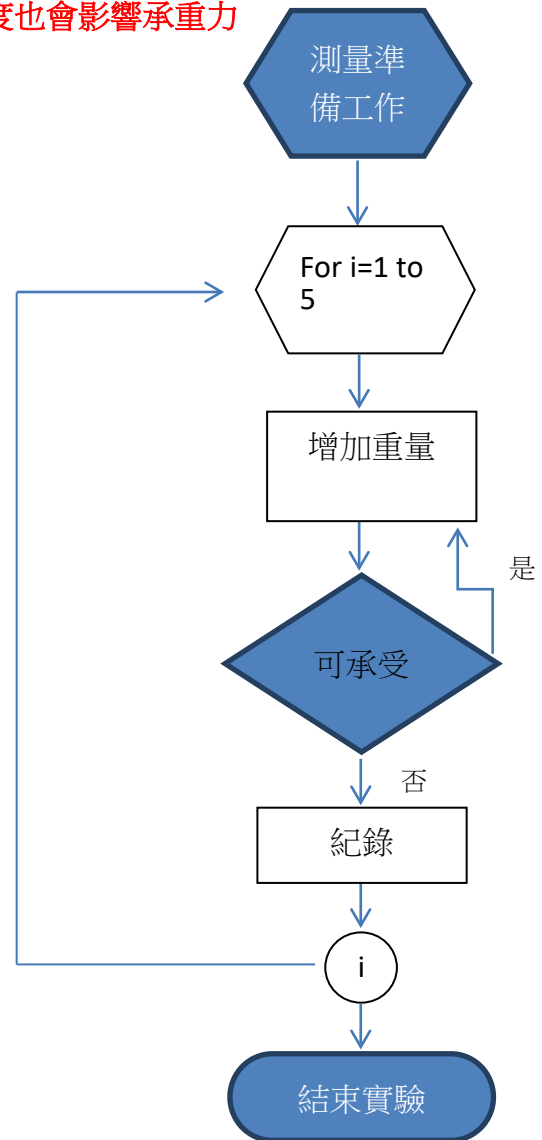 度也會影響承重力
測量準
備工作
For i=1 to
5
增加重量
是
可承受
否
紀錄
i
結束實驗